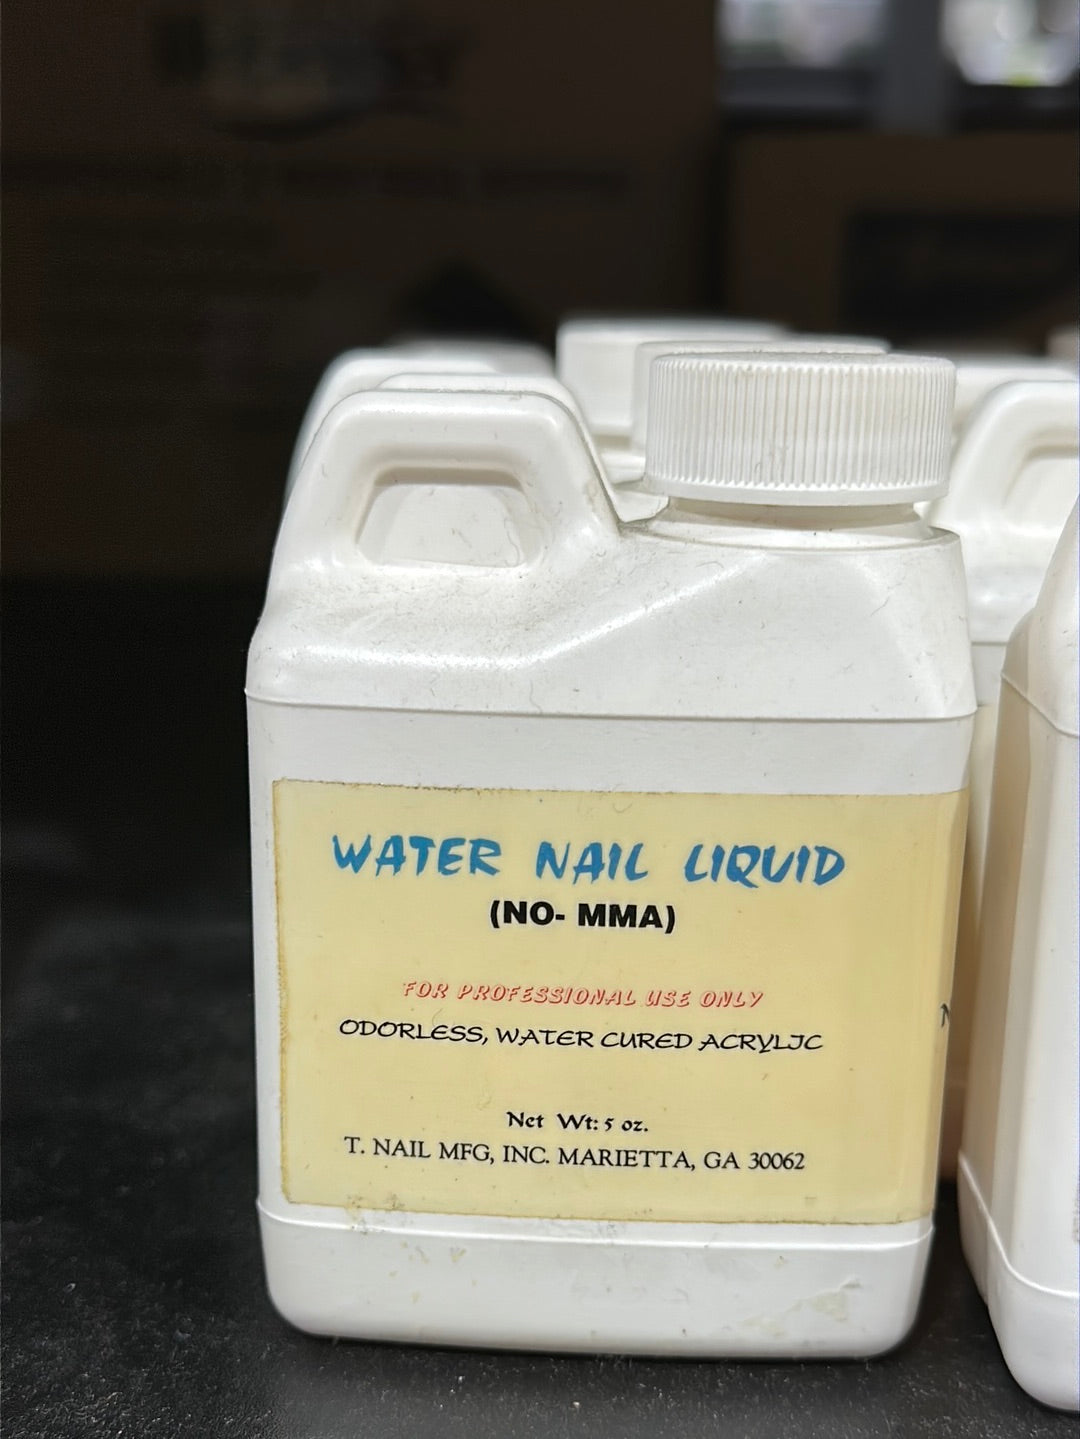 WATER NAIL LIQUID
(NO- MMA)
FOR PROFESSIONAL USE ONLY
ODORLESS, WATER CURED ACRYLIC
Net Wt: 5 oz.
T. NAIL MFG, INC. MARIETTA, GA 30062